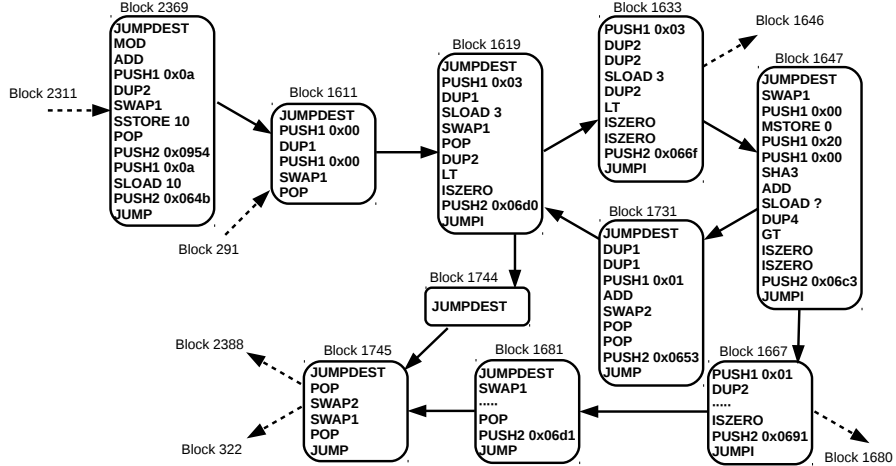 Block 2369
JUMPDEST
MOD
ADD
PUSH1 0x0a
DUP2
SWAP1
SSTORE 10
POP
PUSH2 0x0954
PUSH1 0x0a
SLOAD 10
PUSH2 0x064b
JUMP
Block 2311
Block 1611
JUMPDEST
PUSH1 0x00
DUP1
PUSH1 0x00
SWAP1
POP
Block 291
Block 1619
JUMPDEST
PUSH1 0x03
DUP1
SLOAD 3
SWAP1
POP
DUP2
LT
ISZERO
PUSH2 0x06d0
JUMPI
Block 1633
PUSH1 0x03
DUP2
DUP2
SLOAD 3
DUP2
LT
ISZERO
ISZERO
PUSH2 0x066f
JUMPI
Block 1646
Block 1647
JUMPDEST
SWAP1
PUSH1 0x00
MSTORE 0
PUSH1 0x20
PUSH1 0x00
SHA3
ADD
SLOAD ?
DUP4
GT
ISZERO
ISZERO
PUSH2 0x06c3
JUMPI
Block 1731
JUMPDEST
DUP1
DUP1
PUSH1 0x01
ADD
SWAP2
POP
POP
PUSH2 0x0653
JUMP
Block 1744
JUMPDEST
Block 2388
Block 322
Block 1745
JUMPDEST
POP
SWAP2
SWAP1
POP
JUMP
Block 1681
JUMPDEST
SWAP1
.....
POP
PUSH2 0x06d1
JUMP
Block 1667
PUSH1 0x01
DUP2
.....
ISZERO
PUSH2 0x0691
JUMPI
Block 1680